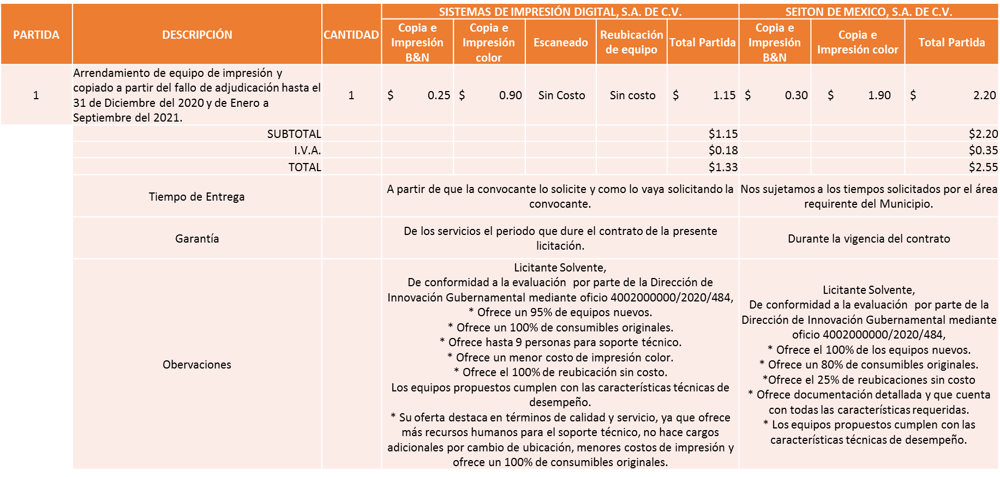 SISTEMAS DE IMPRESIÓN DIGITAL, S.A. DE C.V. SEITON DE MEXICO, S.A. DE C.V.
PARTIDA DESCRIPCIÓN CANTIDAD
Copia e
Impresión
B&N
Copia e
Impresión
color
Escaneado
Reubicación
de equipo
Total Partida
Copia e
Impresión
B&N
Copia e
Impresión color
Total Partida
1
Arrendamiento de equipo de impresión y
copiado a partir del fallo de adjudicación hasta el
31 de Diciembre del 2020 y de Enero a
Septiembre del 2021.
1 $ 0.25 $ 0.90 Sin Costo Sin costo $ 1.15 $ 0.30 $ 1.90 $ 2.20
SUBTOTAL $1.15 $2.20
I.V.A. $0.18 $0.35
TOTAL $1.33 $2.55
Tiempo de Entrega
A partir de que la convocante lo solicite y como lo vaya solicitando la
convocante.
Nos sujetamos a los tiempos solicitados por el área
requirente del Municipio.
Garantía
De los servicios el periodo que dure el contrato de la presente
licitación.
Durante la vigencia del contrato
Obervaciones
Licitante Solvente,
De conformidad a la evaluación por parte de la Dirección de
Innovación Gubernamental mediante oficio 4002000000/2020/484,
* Ofrece un 95% de equipos nuevos.
* Ofrece un 100% de consumibles originales.
* Ofrece hasta 9 personas para soporte técnico.
* Ofrece un menor costo de impresión color.
* Ofrece el 100% de reubicación sin costo.
Los equipos propuestos cumplen con las características técnicas de
desempeño.
* Su oferta destaca en términos de calidad y servicio, ya que ofrece
más recursos humanos para el soporte técnico, no hace cargos
adicionales por cambio de ubicación, menores costos de impresión y
ofrece un 100% de consumibles originales.
Licitante Solvente,
De conformidad a la evaluación por parte de la
Dirección de Innovación Gubernamental mediante
oficio 4002000000/2020/484,
* Ofrece el 100% de los equipos nuevos.
* Ofrece un 80% de consumibles originales.
*Ofrece el 25% de reubicaciones sin costo
* Ofrece documentación detallada y que cuenta
con todas las características requeridas.
* Los equipos propuestos cumplen con las
características técnicas de desempeño.